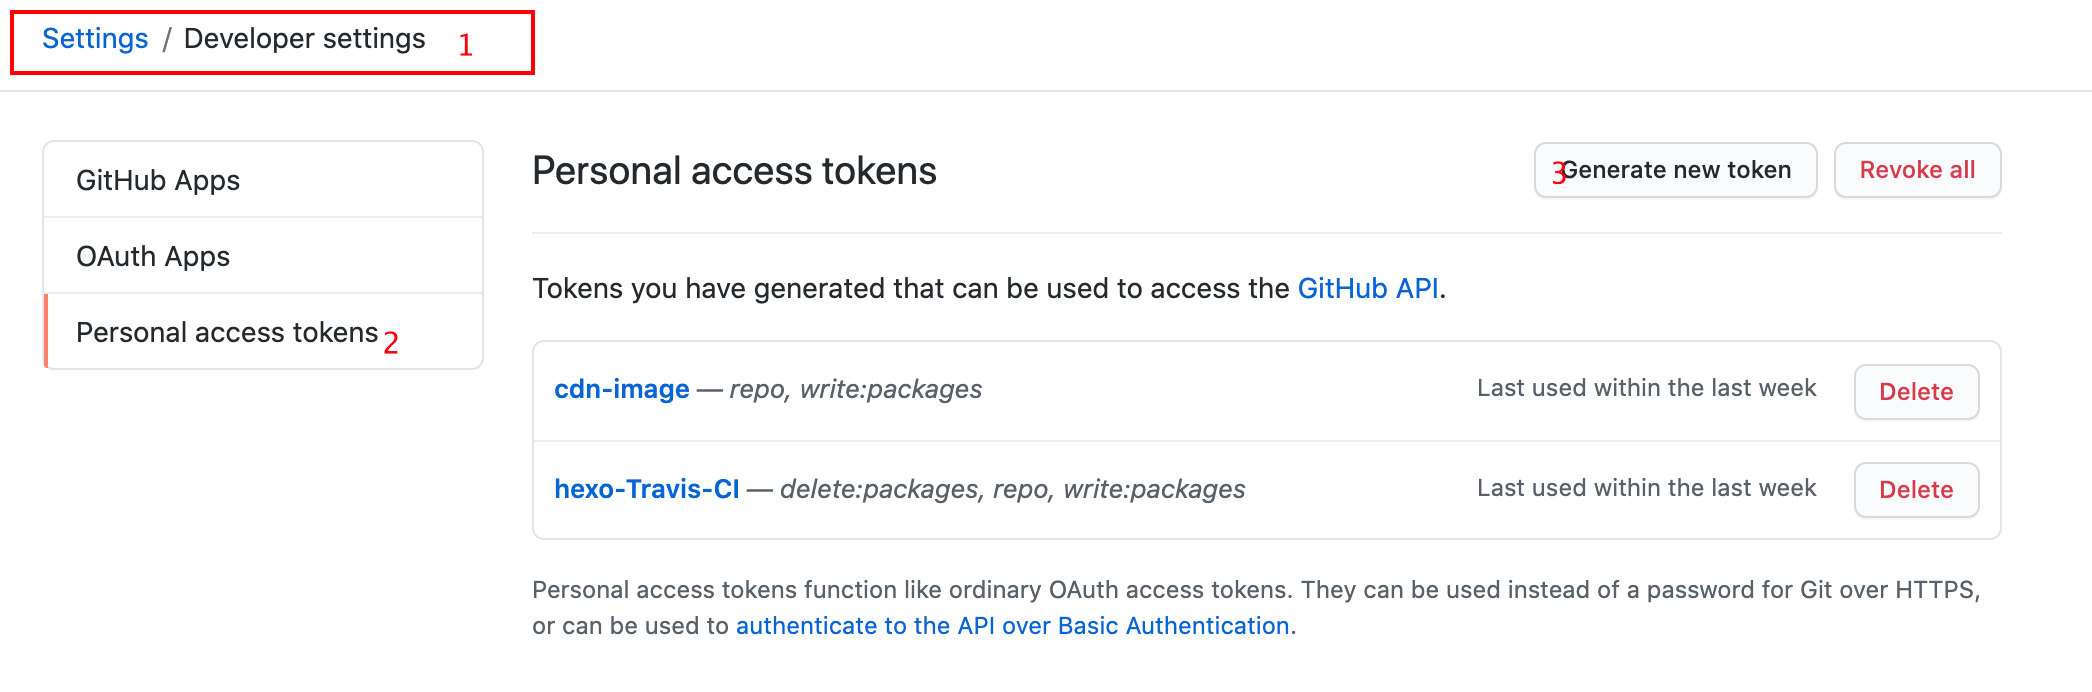 Settings / Developer settings 1
GitHub Apps
OAuth Apps
Personal access tokens 2
Personal access tokens
3 Generate new token
Revoke all
Tokens you have generated that can be used to access the GitHub API.
cdn-image — repo, write:packages
Last used within the last week
Delete
hexo-Travis-CI — delete:packages, repo, write:packages
Last used within the last week
Delete
Personal access tokens function like ordinary OAuth access tokens. They can be used instead of a password for Git over HTTPS,
or can be used to authenticate to the API over Basic Authentication.